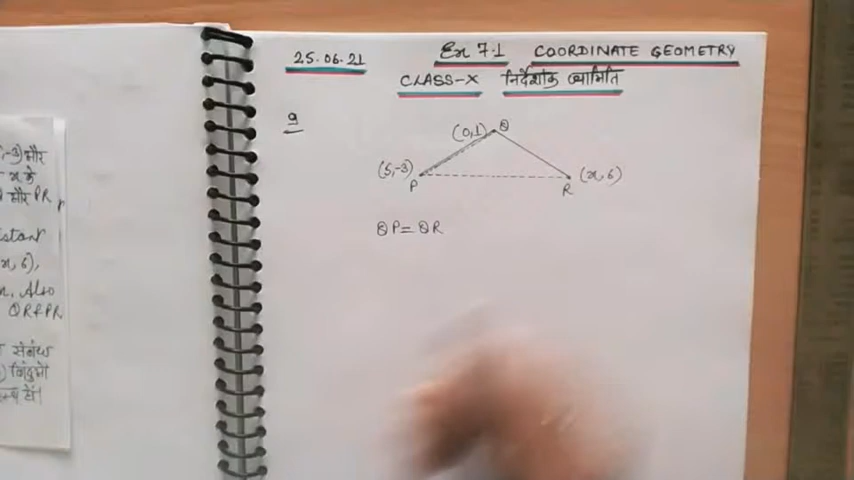 ,-3) और
x के
और PR
stant
x, 6),
x. Also
QR & PR
संबंध
बिंदुओं
25.06.21
Ex 7.1 COORDINATE GEOMETRY
CLASS-X निर्देशांक ज्यामिति
9
(0,1) Q
(5,-3)
P
(x,6)
R
QP=QR